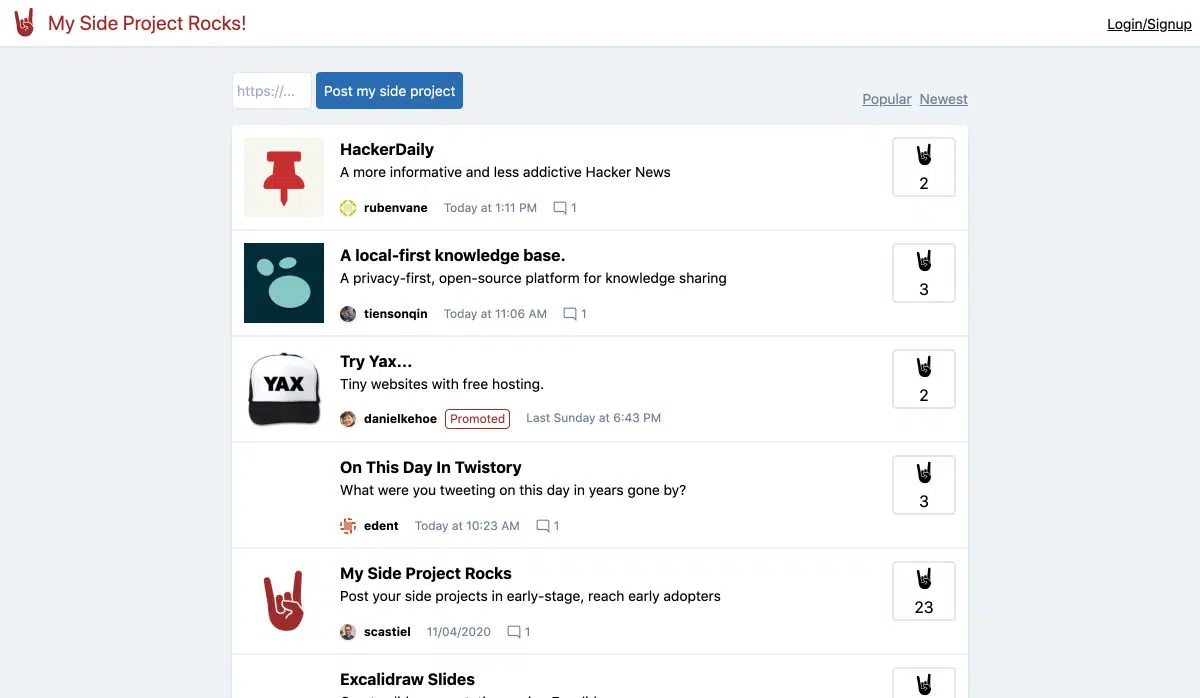 My Side Project Rocks!
Login/Signup
https://...
Post my side project
Popular Newest
HackerDaily
A more informative and less addictive Hacker News
rubenvane Today at 1:11 PM 1
2
A local-first knowledge base.
A privacy-first, open-source platform for knowledge sharing
tiensonqin Today at 11:06 AM 1
3
YAX
Try Yax...
Tiny websites with free hosting.
danielkehoe Promoted Last Sunday at 6:43 PM
2
On This Day In Twistory
What were you tweeting on this day in years gone by?
edent Today at 10:23 AM 1
3
My Side Project Rocks
Post your side projects in early-stage, reach early adopters
scastiel 11/04/2020 1
23
Excalidraw Slides